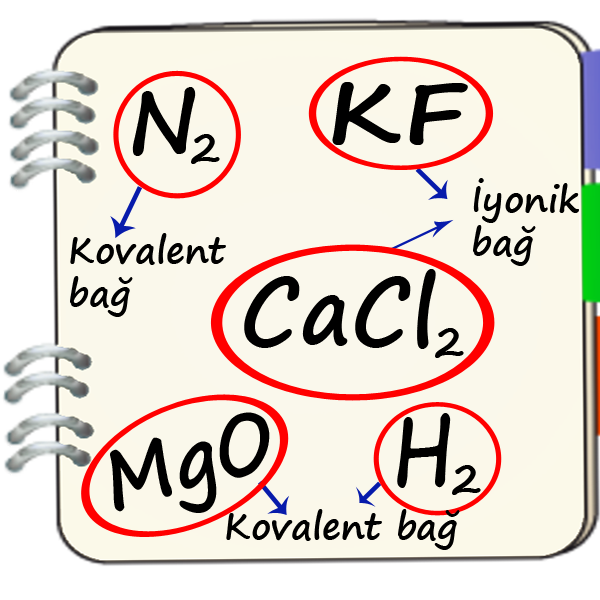 N₂
KF
İyonik
bağ
Kovalent
bağ
CaCl₂
MgO
H₂
Kovalent bağ